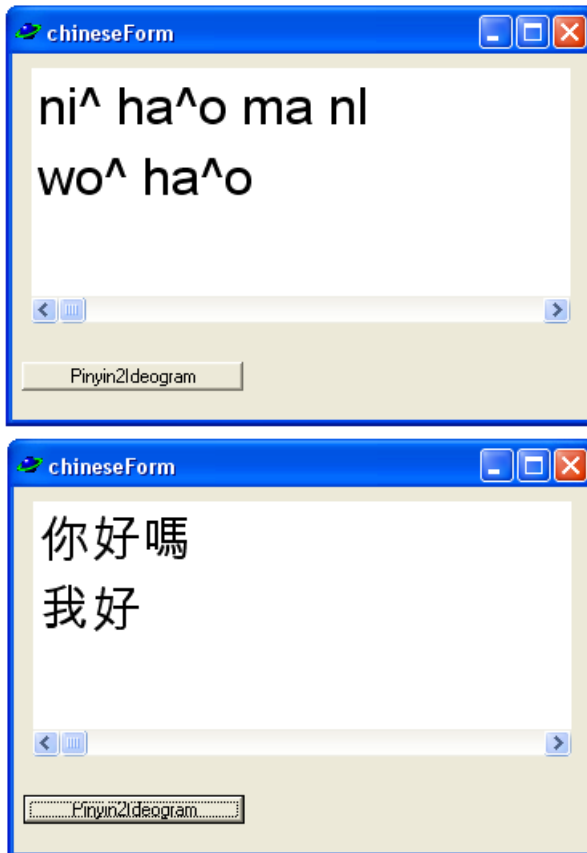 chineseForm
ni^ ha^o ma nl
wo^ ha^o
Pinyin2Ideogram
chineseForm
你好嗎
我好
Pinyin2Ideogram